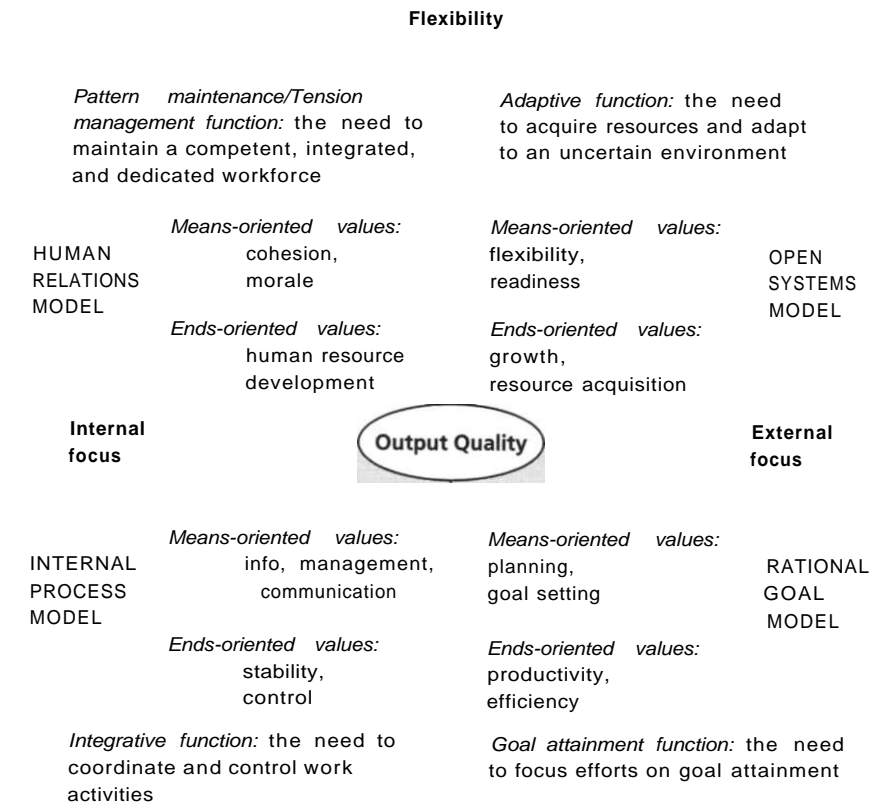 Flexibility
Pattern maintenance/Tension
management function: the need to
maintain a competent, integrated,
and dedicated workforce
Adaptive function: the need
to acquire resources and adapt
to an uncertain environment
HUMAN
RELATIONS
MODEL
Means-oriented values:
cohesion,
morale
Ends-oriented values:
human resource
development
Means-oriented values:
flexibility,
readiness
Ends-oriented values:
growth,
resource acquisition
OPEN
SYSTEMS
MODEL
Internal
focus
Output Quality
External
focus
INTERNAL
PROCESS
MODEL
Means-oriented values:
info, management,
communication
Ends-oriented values:
stability,
control
Means-oriented values:
planning,
goal setting
Ends-oriented values:
productivity,
efficiency
RATIONAL
GOAL
MODEL
Integrative function: the need to
coordinate and control work
activities
Goal attainment function: the need
to focus efforts on goal attainment